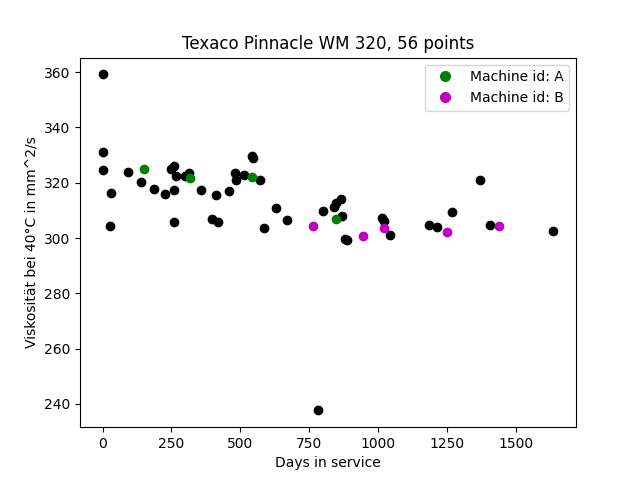 Texaco Pinnacle WM 320, 56 points
Machine id: A
Machine id: B
Viskosität bei 40°C in mm^2/s
360
340
320
300
280
260
240
0 250 500 750 1000 1250 1500
Days in service